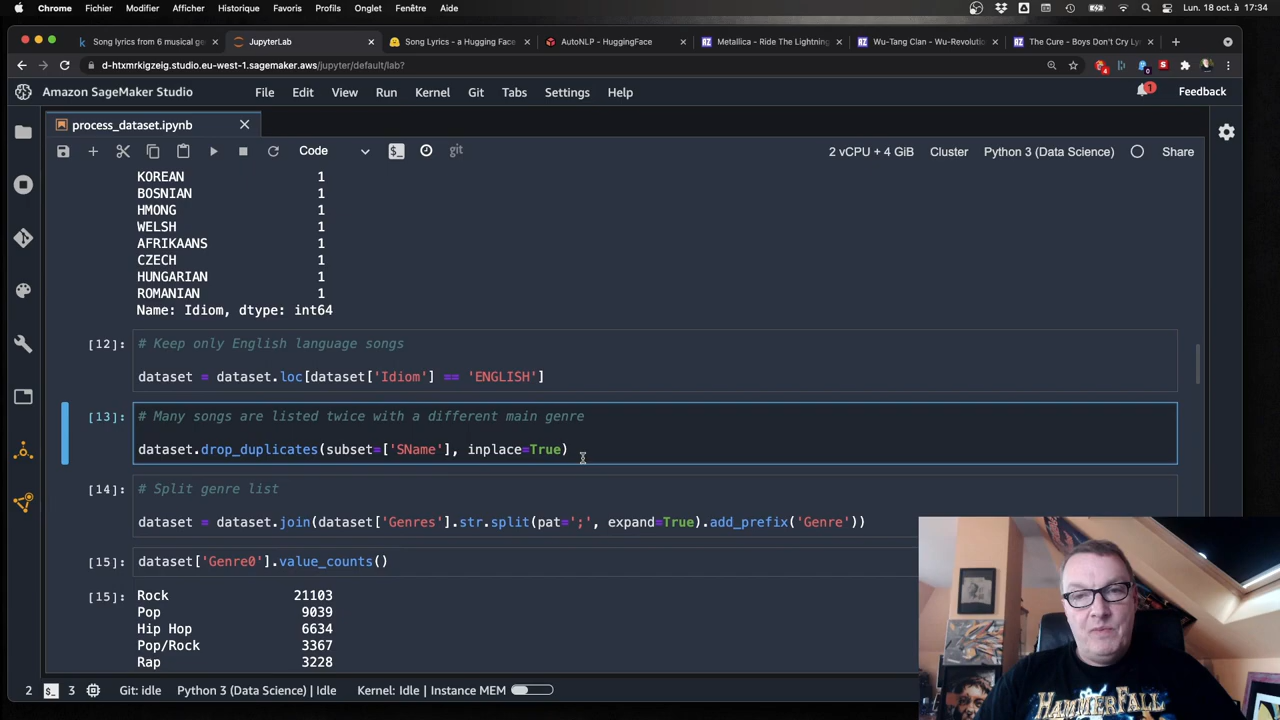 Chrome Fichier Modifier Afficher Historique Favoris Profils Onglet Fenêtre Aide Lun. 18 oct. à 17:34
Song lyrics from 6 musical ge JupyterLab Song Lyrics - a Hugging Face AutoNLP - HuggingFace Metallica - Ride The Lightning Wu-Tang Clan - Wu-Revolutio The Cure - Boys Don't Cry Ly
d-htxmrkigzeig.studio.eu-west-1.sagemaker.aws/jupyter/default/lab?
Amazon SageMaker Studio File Edit View Run Kernel Git Tabs Settings Help 1 Feedback
process_dataset.ipynb
Code git 2 vCPU + 4 GiB Cluster Python 3 (Data Science) Share
KOREAN 1
BOSNIAN 1
HMONG 1
WELSH 1
AFRIKAANS 1
CZECH 1
HUNGARIAN 1
ROMANIAN 1
Name: Idiom, dtype: int64
[12]: # Keep only English language songs
dataset = dataset.loc[dataset['Idiom'] == 'ENGLISH']
[13]: # Many songs are listed twice with a different main genre
dataset.drop_duplicates(subset=['SName'], inplace=True)
[14]: # Split genre list
dataset = dataset.join(dataset['Genres'].str.split(pat=';', expand=True).add_prefix('Genre'))
[15]: dataset['Genre0'].value_counts()
[15]: Rock 21103
Pop 9039
Hip Hop 6634
Pop/Rock 3367
Rap 3228
2 3 Git: idle Python 3 (Data Science) | Idle Kernel: Idle | Instance MEM
HAMMERFALL